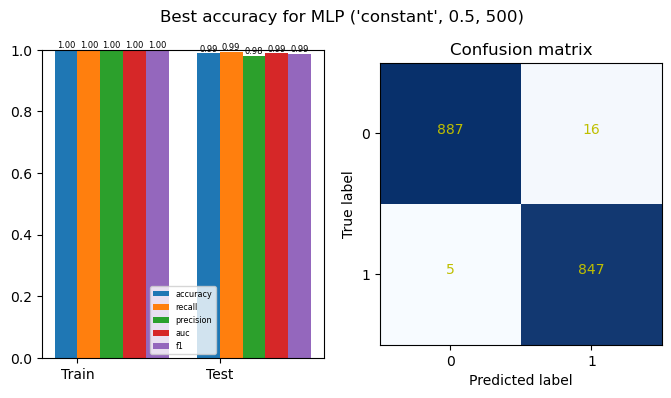 Best accuracy for MLP ('constant', 0.5, 500)
1.00 1.00 1.00 1.00 1.00
0.99 0.99 0.98 0.99 0.99
1.0
0.8
0.6
0.4
0.2
0.0
accuracy
recall
precision
auc
f1
Train Test
Confusion matrix
True label
0
887 16
1
5 847
0 1
Predicted label